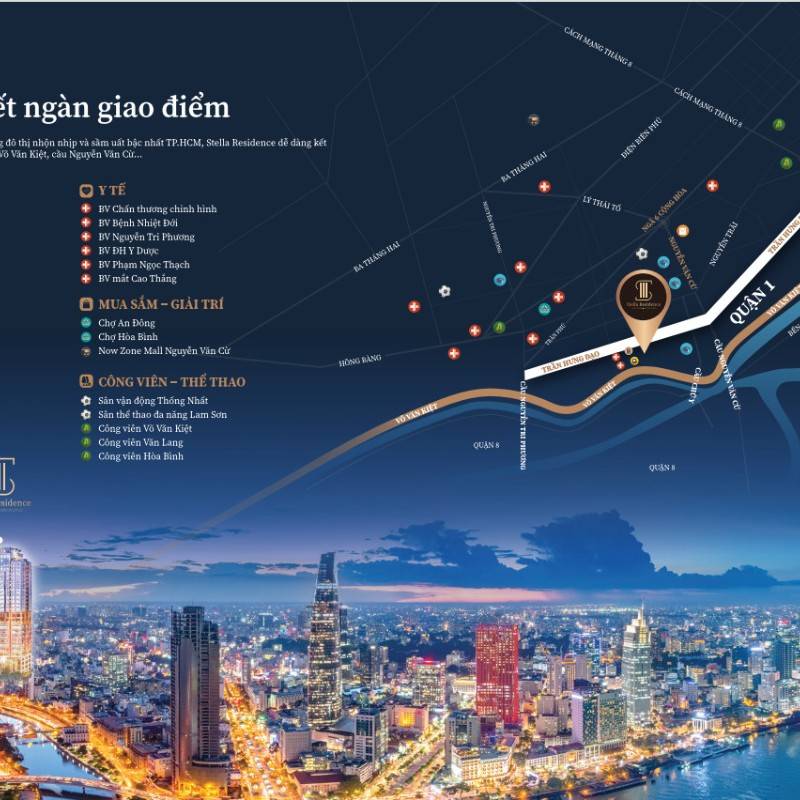 ết ngàn giao điểm
g đô thị nhộn nhịp và sầm uất bậc nhất TP.HCM, Stella Residence dễ dàng kết
Võ Văn Kiệt, cầu Nguyễn Văn Cừ...
Y TẾ
BV Chấn thương chỉnh hình
BV Bệnh Nhiệt Đới
BV Nguyễn Tri Phương
BV ĐH Y Dược
BV Phạm Ngọc Thạch
BV mắt Cao Thắng
MUA SẮM – GIẢI TRÍ
Chợ An Đông
Chợ Hòa Bình
Now Zone Mall Nguyễn Văn Cừ
CÔNG VIÊN – THỂ THAO
Sân vận động Thống Nhất
Sân thể thao đa năng Lam Sơn
Công viên Võ Văn Kiệt
Công viên Văn Lang
Công viên Hòa Bình
CÁCH MẠNG THÁNG 8
CÁCH MẠNG THÁNG 8
ĐIỆN BIÊN PHỦ
BA THÁNG HAI
LÝ THÁI TỔ
NGÃ 6 CỘNG HÒA
NGUYỄN TRI PHƯƠNG
NGUYỄN TRÃI
NGUYỄN VĂN CỪ
BA THÁNG HAI
TRẦN HƯNG
Stella Residence
QUẬN 1
VÕ VĂN KIỆT
BẾN
TRẦN PHÚ
HỒNG BÀNG
TRẦN HƯNG ĐẠO
CẦU NGUYỄN VĂN CỪ
CẦU CHỮ Y
VÕ VĂN KIỆT
VÕ VĂN KIỆT
CẦU NGUYỄN TRI PHƯƠNG
QUẬN 8
QUẬN 8
sidence